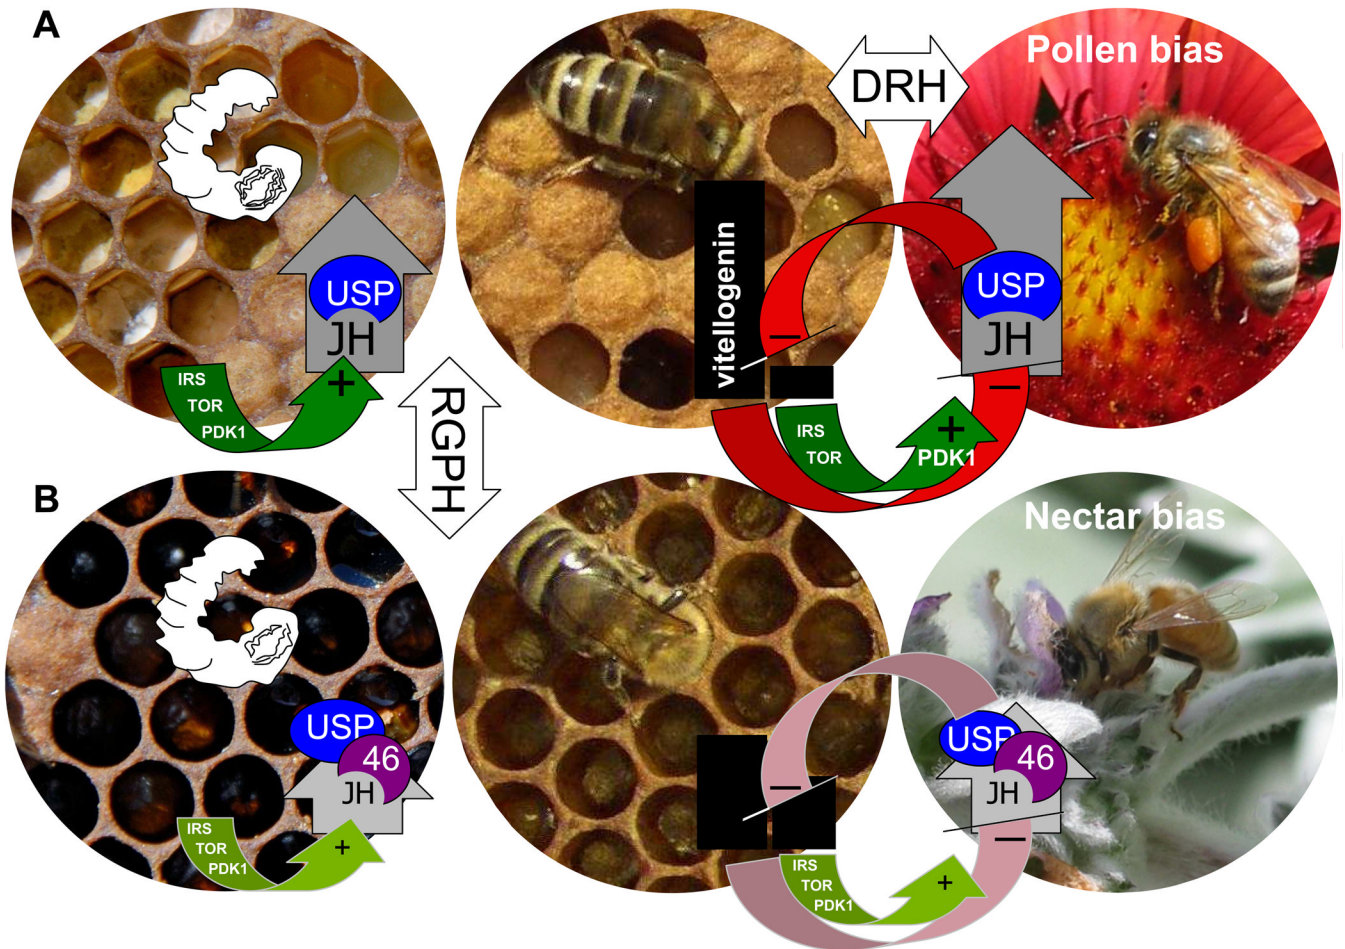 A
DRH
Pollen bias
USP
JH
+
IRS
TOR
PDK1
vitellogenin
−
USP
JH
−
IRS
TOR
+
PDK1
RGPH
B
Nectar bias
USP
46
JH
IRS
TOR
PDK1
+
−
USP
46
JH
−
IRS
TOR
PDK1
+